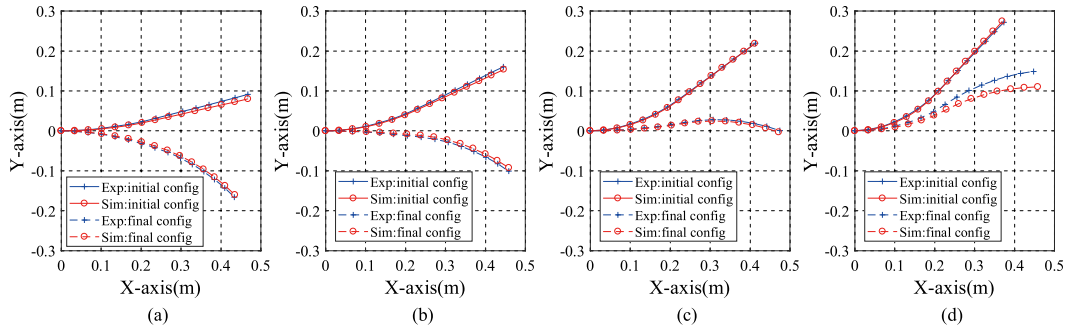 0.3
0.2
0.1
0
-0.1
-0.2
-0.3
Y-axis(m)
Exp:initial config
Sim:initial config
Exp:final config
Sim:final config
0 0.1 0.2 0.3 0.4 0.5
X-axis(m)
(a)
0.3
0.2
0.1
0
-0.1
-0.2
-0.3
Y-axis(m)
Exp:initial config
Sim:initial config
Exp:final config
Sim:final config
0 0.1 0.2 0.3 0.4 0.5
X-axis(m)
(b)
0.3
0.2
0.1
0
-0.1
-0.2
-0.3
Y-axis(m)
Exp:initial config
Sim:initial config
Exp:final config
Sim:final config
0 0.1 0.2 0.3 0.4 0.5
X-axis(m)
(c)
0.3
0.2
0.1
0
-0.1
-0.2
-0.3
Y-axis(m)
Exp:initial config
Sim:initial config
Exp:final config
Sim:final config
0 0.1 0.2 0.3 0.4 0.5
X-axis(m)
(d)